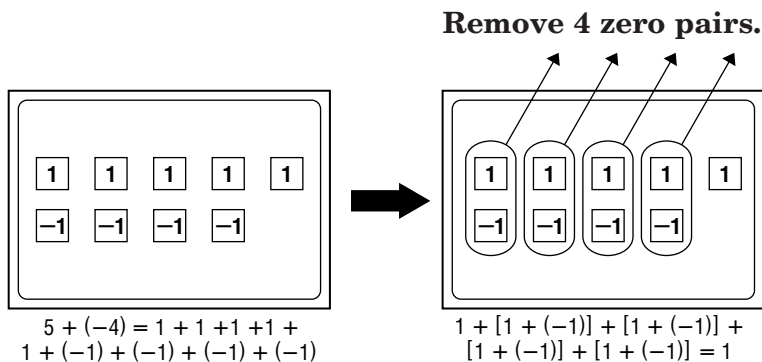 Remove 4 zero pairs.
1 1 1 1 1
−1 −1 −1 −1
5 + (−4) = 1 + 1 +1 +1 +
1 + (−1) + (−1) + (−1) + (−1)
1 1 1 1 1
−1 −1 −1 −1
1 + [1 + (−1)] + [1 + (−1)] +
[1 + (−1)] + [1 + (−1)] = 1